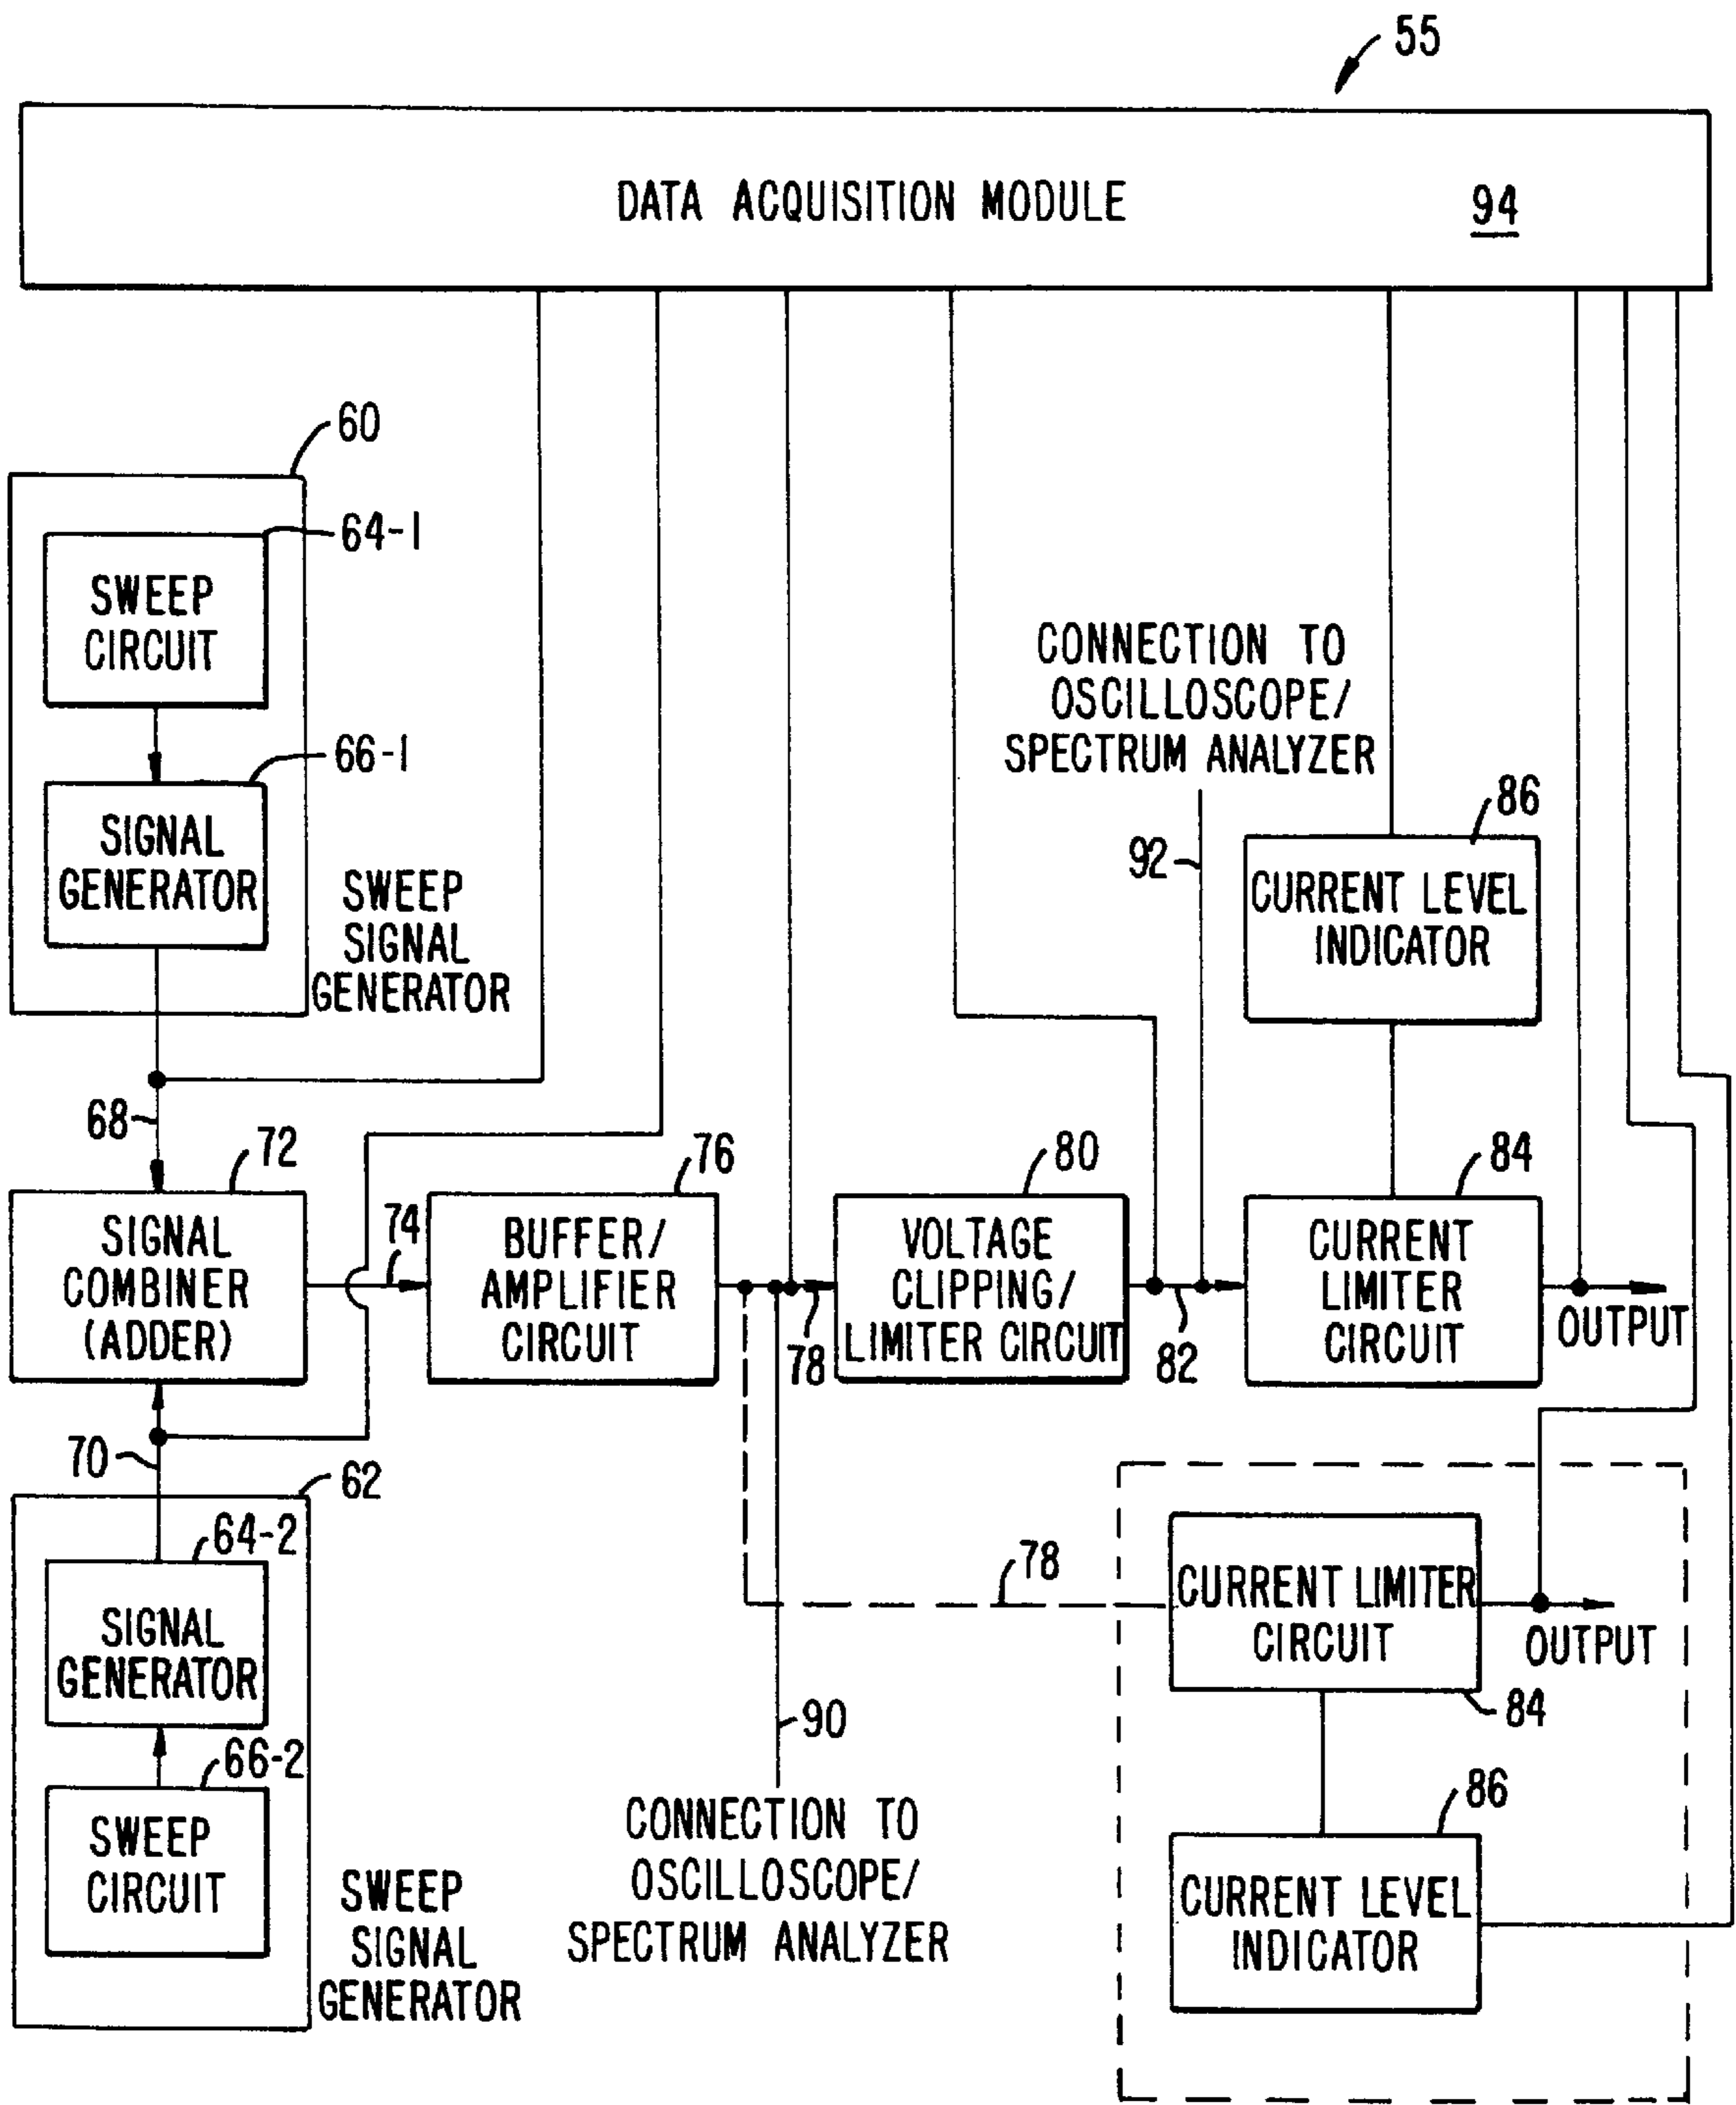 55
DATA ACQUISITION MODULE
94
60
64-1
SWEEP
CIRCUIT
66-1
SIGNAL
GENERATOR
SWEEP
SIGNAL
GENERATOR
CONNECTION TO
OSCILLOSCOPE/
SPECTRUM ANALYZER
92
86
CURRENT LEVEL
INDICATOR
68
72
SIGNAL
COMBINER
(ADDER)
74
76
BUFFER/
AMPLIFIER
CIRCUIT
78
80
VOLTAGE
CLIPPING/
LIMITER CIRCUIT
82
84
CURRENT
LIMITER
CIRCUIT
OUTPUT
70
62
64-2
SIGNAL
GENERATOR
66-2
SWEEP
CIRCUIT
SWEEP
SIGNAL
GENERATOR
78
90
CONNECTION TO
OSCILLOSCOPE/
SPECTRUM ANALYZER
CURRENT LIMITER
CIRCUIT
OUTPUT
84
86
CURRENT LEVEL
INDICATOR